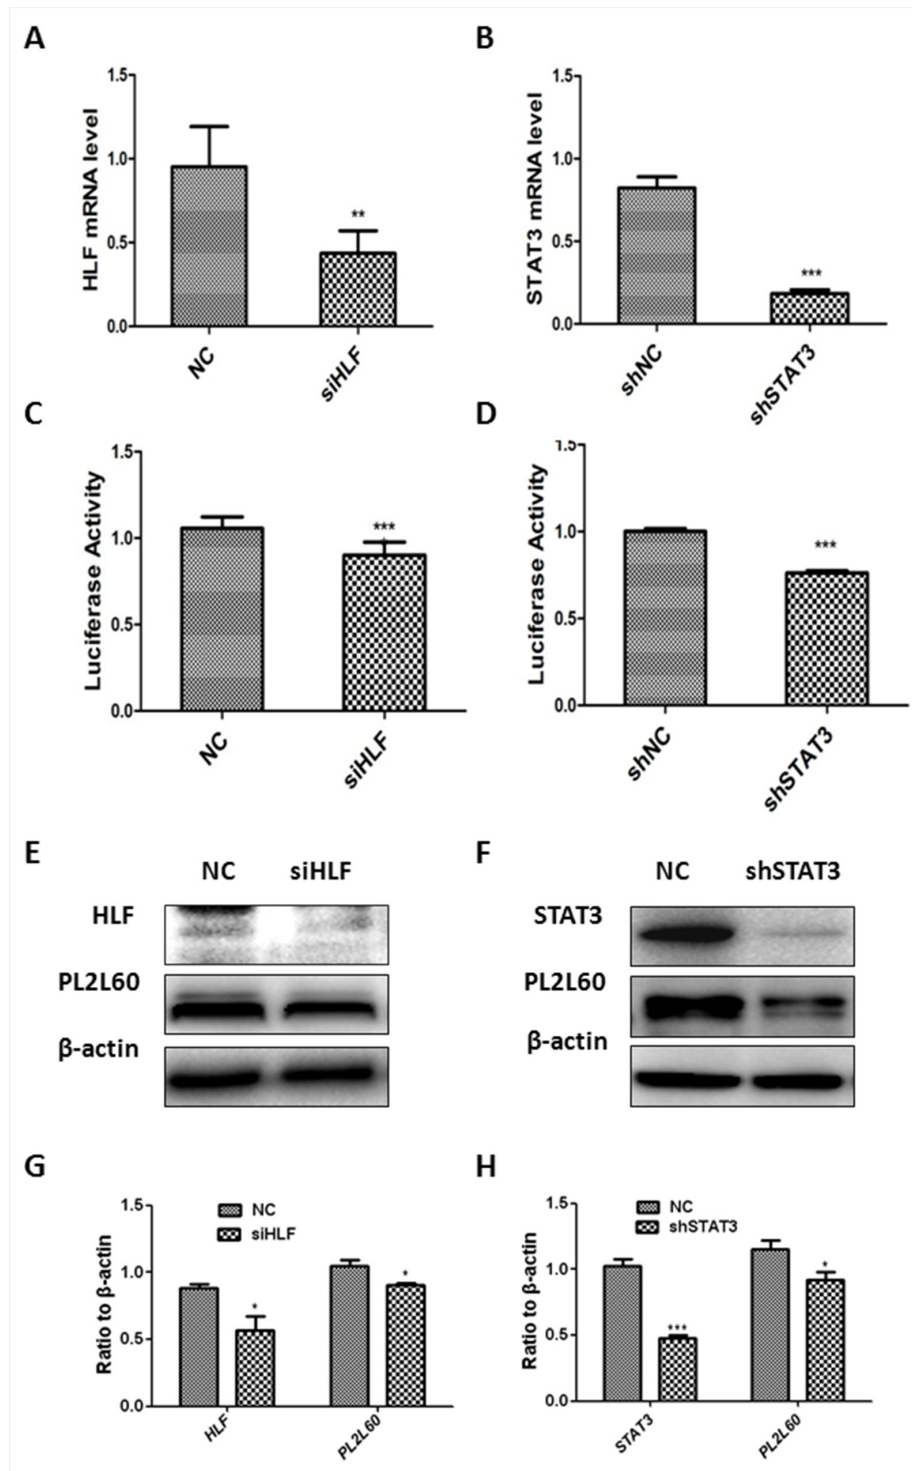 A
B
HLF mRNA level
1.5
1.0
0.5
0.0
**
NC
siHLF
STAT3 mRNA level
1.5
1.0
0.5
0.0
***
shNC
shSTAT3
C
D
Luciferase Activity
1.5
1.0
0.5
0.0
***
NC
siHLF
Luciferase Activity
1.5
1.0
0.5
0.0
***
shNC
shSTAT3
E
NC siHLF
HLF
PL2L60
β-actin
F
NC shSTAT3
STAT3
PL2L60
β-actin
G
Ratio to β-actin
1.5
1.0
0.5
0.0
NC
siHLF
*
*
HLF
PL2L60
H
Ratio to β-actin
1.5
1.0
0.5
0.0
NC
shSTAT3
***
*
STAT3
PL2L60